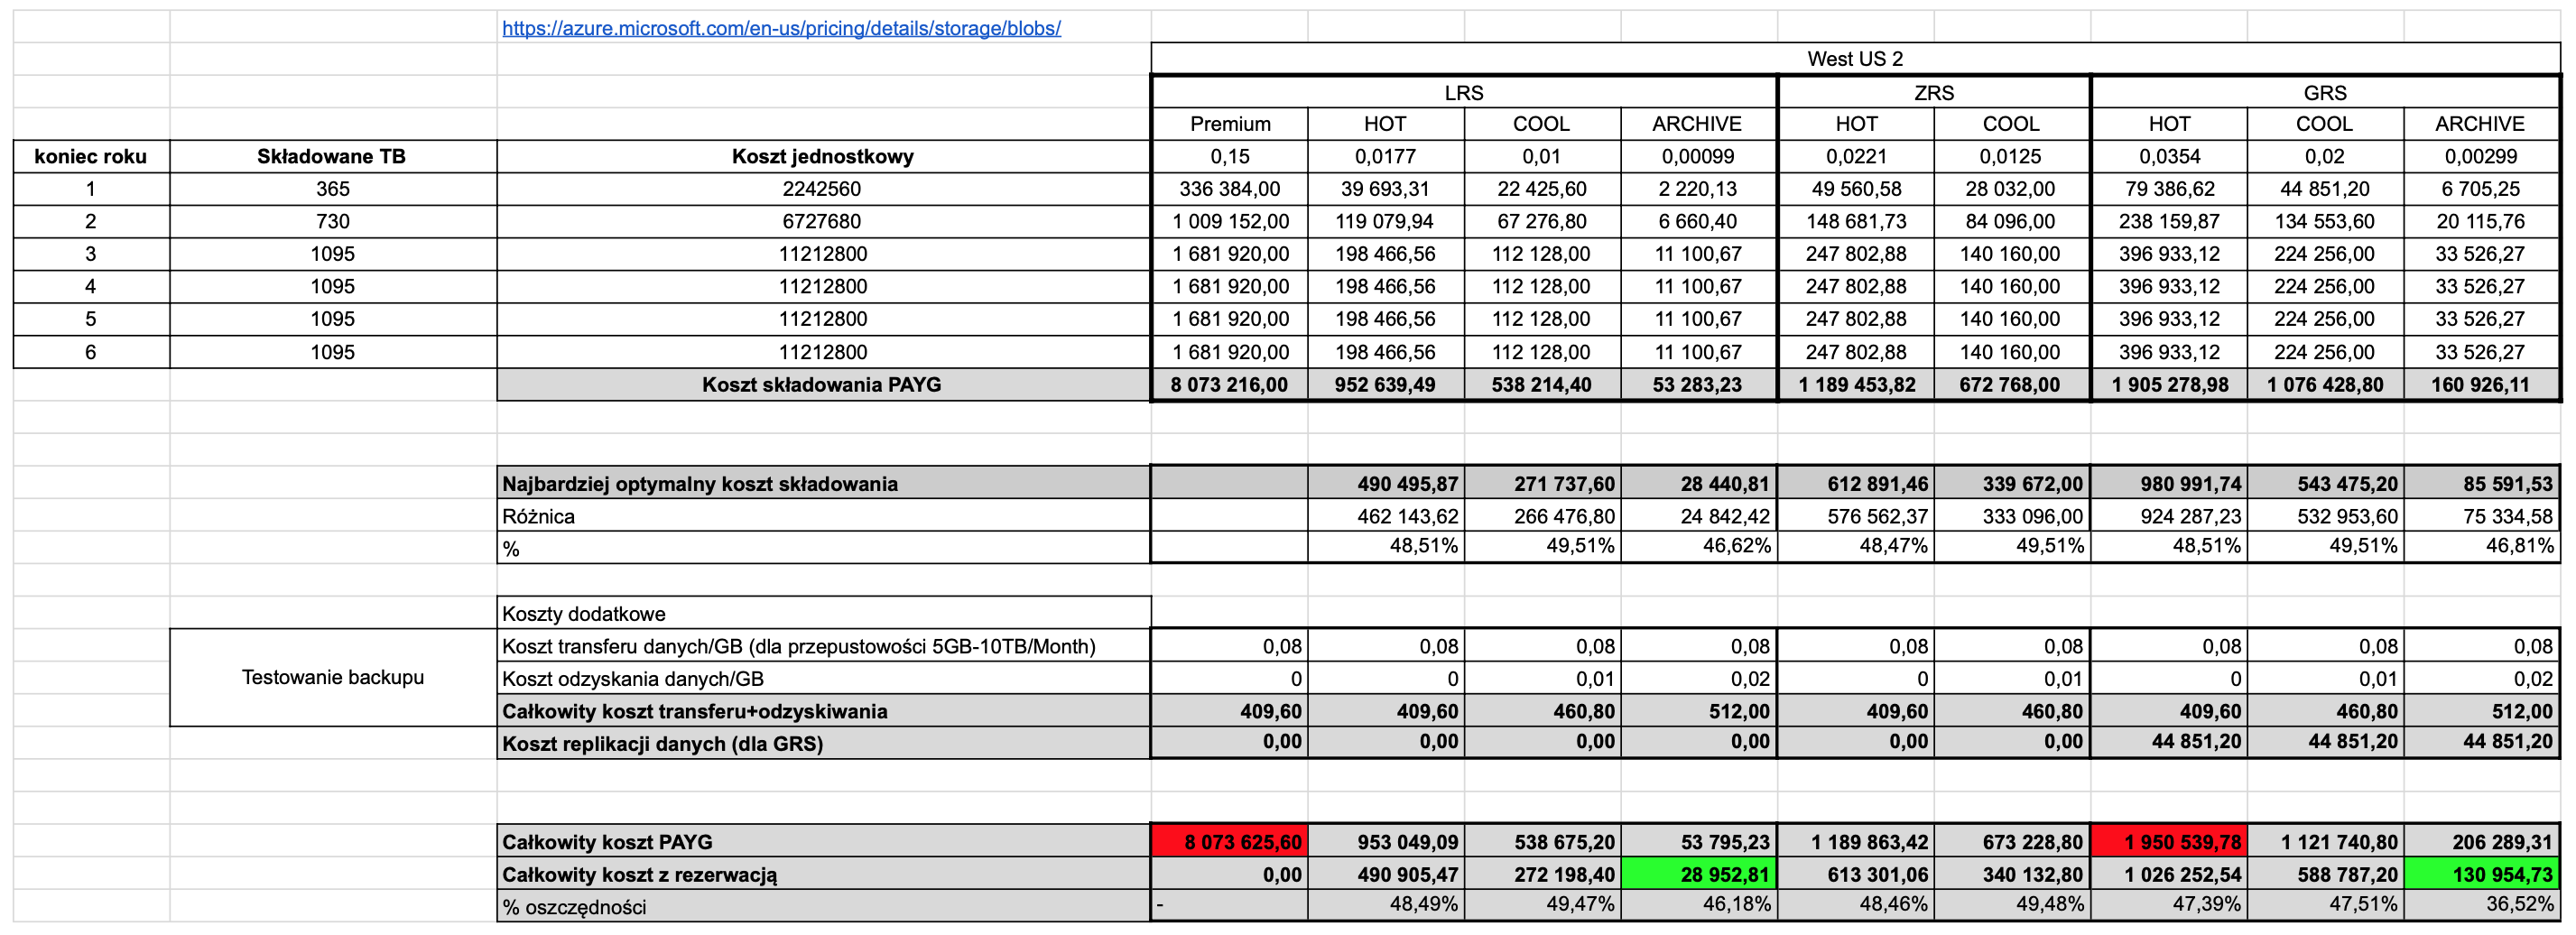 https://azure.microsoft.com/en-us/pricing/details/storage/blobs/
West US 2
LRS ZRS GRS
Premium HOT COOL ARCHIVE HOT COOL HOT COOL ARCHIVE
koniec roku Składowane TB Koszt jednostkowy 0,15 0,0177 0,01 0,00099 0,0221 0,0125 0,0354 0,02 0,00299
1 365 2242560 336 384,00 39 693,31 22 425,60 2 220,13 49 560,58 28 032,00 79 386,62 44 851,20 6 705,25
2 730 6727680 1 009 152,00 119 079,94 67 276,80 6 660,40 148 681,73 84 096,00 238 159,87 134 553,60 20 115,76
3 1095 11212800 1 681 920,00 198 466,56 112 128,00 11 100,67 247 802,88 140 160,00 396 933,12 224 256,00 33 526,27
4 1095 11212800 1 681 920,00 198 466,56 112 128,00 11 100,67 247 802,88 140 160,00 396 933,12 224 256,00 33 526,27
5 1095 11212800 1 681 920,00 198 466,56 112 128,00 11 100,67 247 802,88 140 160,00 396 933,12 224 256,00 33 526,27
6 1095 11212800 1 681 920,00 198 466,56 112 128,00 11 100,67 247 802,88 140 160,00 396 933,12 224 256,00 33 526,27
Koszt składowania PAYG 8 073 216,00 952 639,49 538 214,40 53 283,23 1 189 453,82 672 768,00 1 905 278,98 1 076 428,80 160 926,11
Najbardziej optymalny koszt składowania 490 495,87 271 737,60 28 440,81 612 891,46 339 672,00 980 991,74 543 475,20 85 591,53
Różnica 462 143,62 266 476,80 24 842,42 576 562,37 333 096,00 924 287,23 532 953,60 75 334,58
% 48,51% 49,51% 46,62% 48,47% 49,51% 48,51% 49,51% 46,81%
Koszty dodatkowe
Koszt transferu danych/GB (dla przepustowości 5GB-10TB/Month) 0,08 0,08 0,08 0,08 0,08 0,08 0,08 0,08 0,08
Testowanie backupu Koszt odzyskania danych/GB 0 0 0,01 0,02 0 0,01 0 0,01 0,02
Całkowity koszt transferu+odzyskiwania 409,60 409,60 460,80 512,00 409,60 460,80 409,60 460,80 512,00
Koszt replikacji danych (dla GRS) 0,00 0,00 0,00 0,00 0,00 0,00 44 851,20 44 851,20 44 851,20
Całkowity koszt PAYG 8 073 625,60 953 049,09 538 675,20 53 795,23 1 189 863,42 673 228,80 1 950 539,78 1 121 740,80 206 289,31
Całkowity koszt z rezerwacją 0,00 490 905,47 272 198,40 28 952,81 613 301,06 340 132,80 1 026 252,54 588 787,20 130 954,73
% oszczędności - 48,49% 49,47% 46,18% 48,46% 49,48% 47,39% 47,51% 36,52%